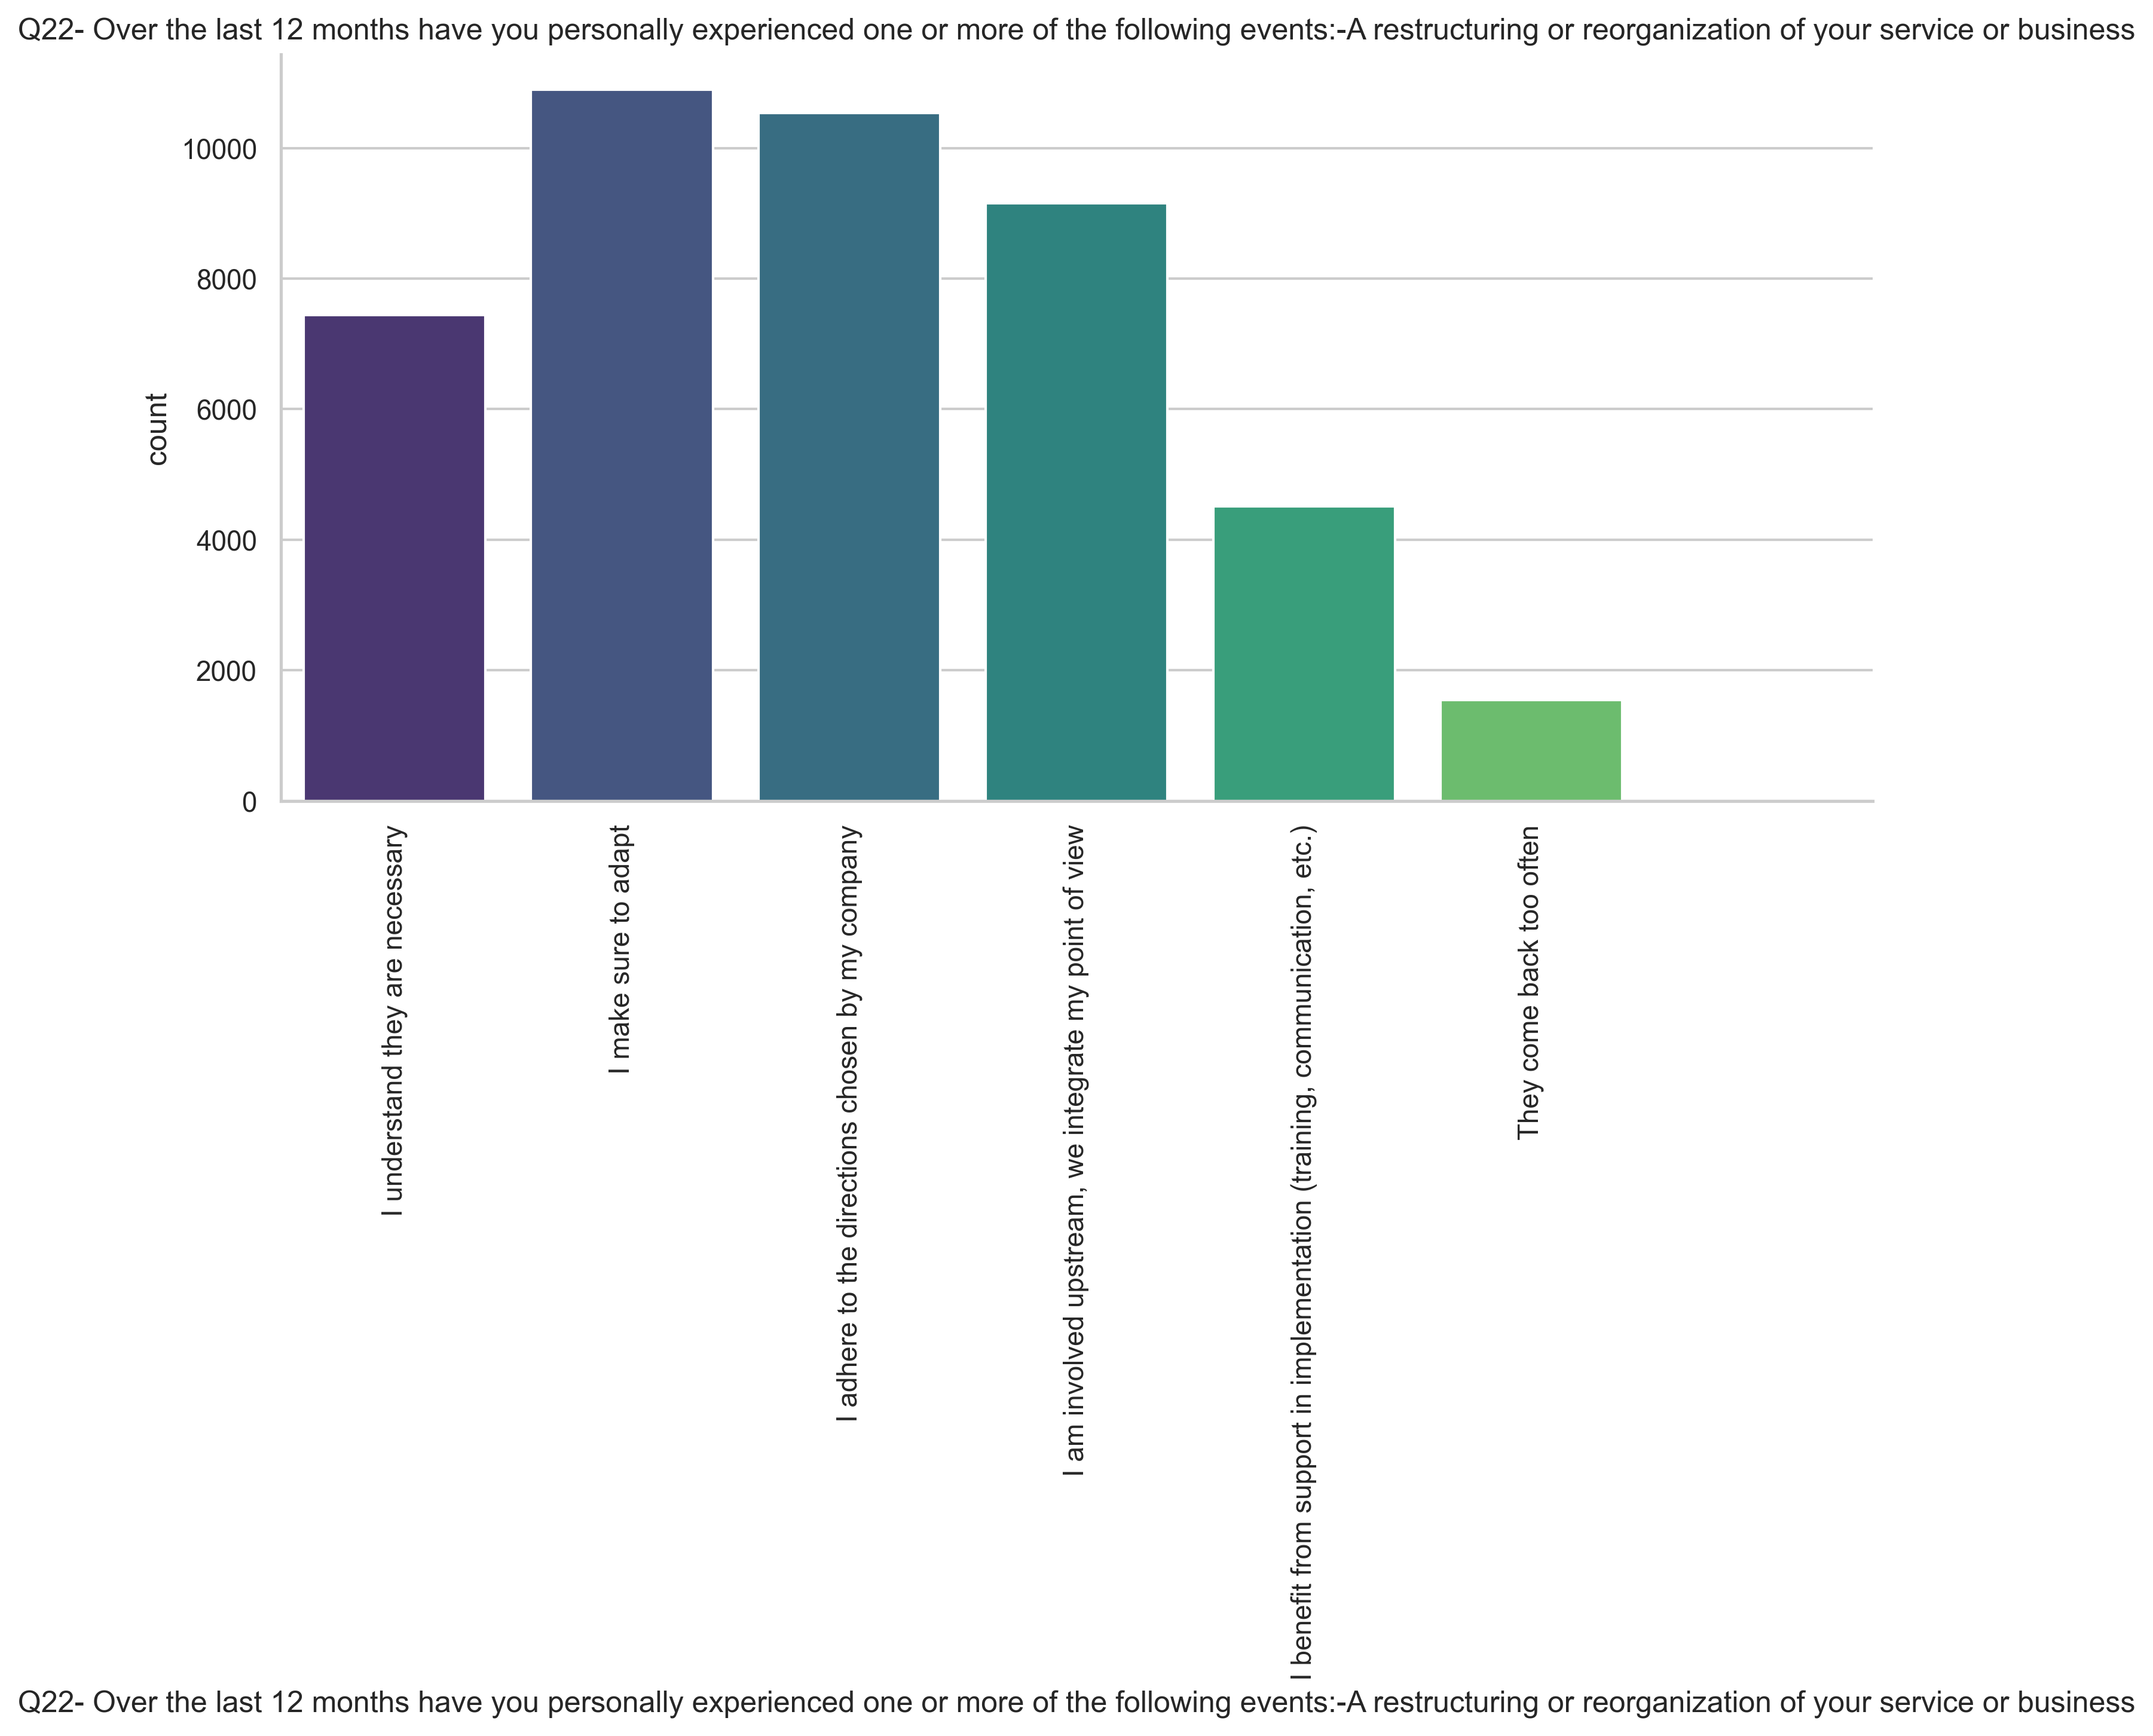 Q22- Over the last 12 months have you personally experienced one or more of the following events:-A restructuring or reorganization of your service or business
10000
8000
6000
4000
2000
0
count
I understand they are necessary
I make sure to adapt
I adhere to the directions chosen by my company
I am involved upstream, we integrate my point of view
I benefit from support in implementation (training, communication, etc.)
They come back too often
Q22- Over the last 12 months have you personally experienced one or more of the following events:-A restructuring or reorganization of your service or business